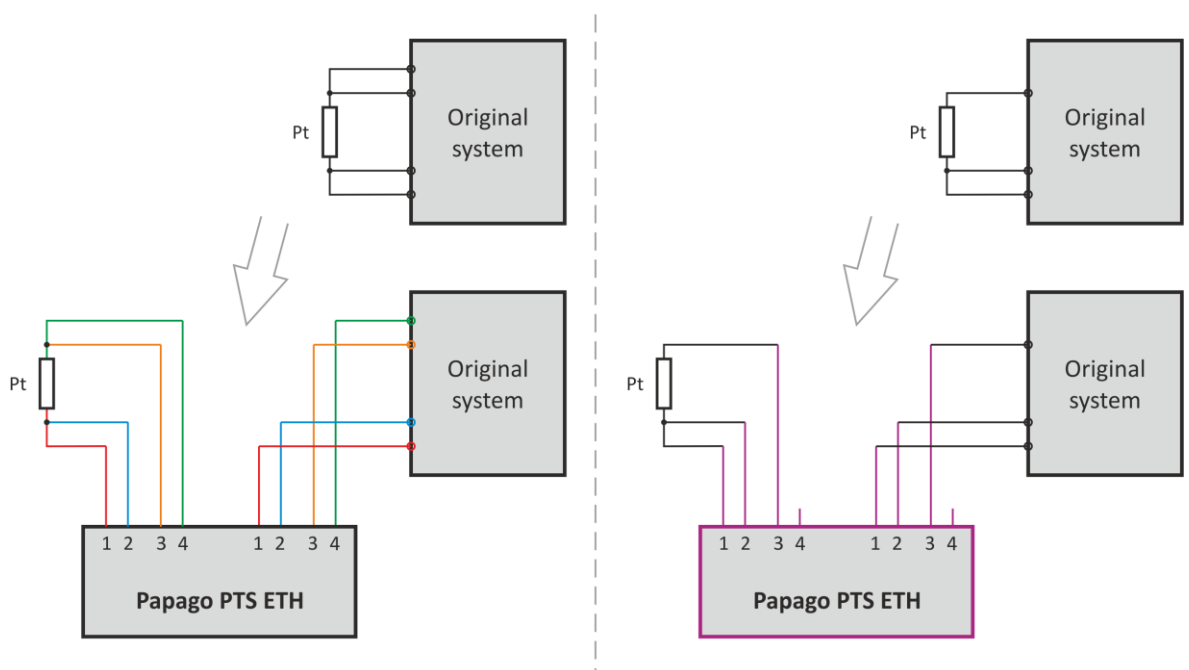 Pt
Original
system
Pt
Original
system
Pt
Original
system
1 2 3 4 1 2 3 4
Papago PTS ETH
Pt
Original
system
1 2 3 4 1 2 3 4
Papago PTS ETH